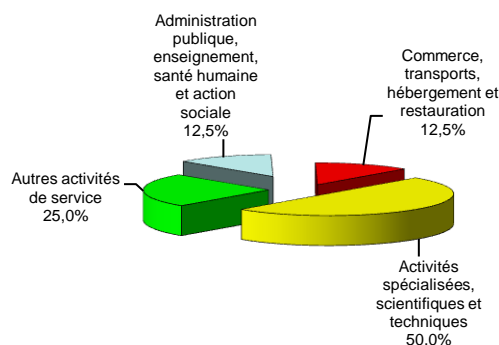 Administration
publique,
enseignement,
santé humaine
et action
sociale
12,5%
Commerce,
transports,
hébergement et
restauration
12,5%
Autres activités
de service
25,0%
Activités
spécialisées,
scientifiques et
techniques
50,0%